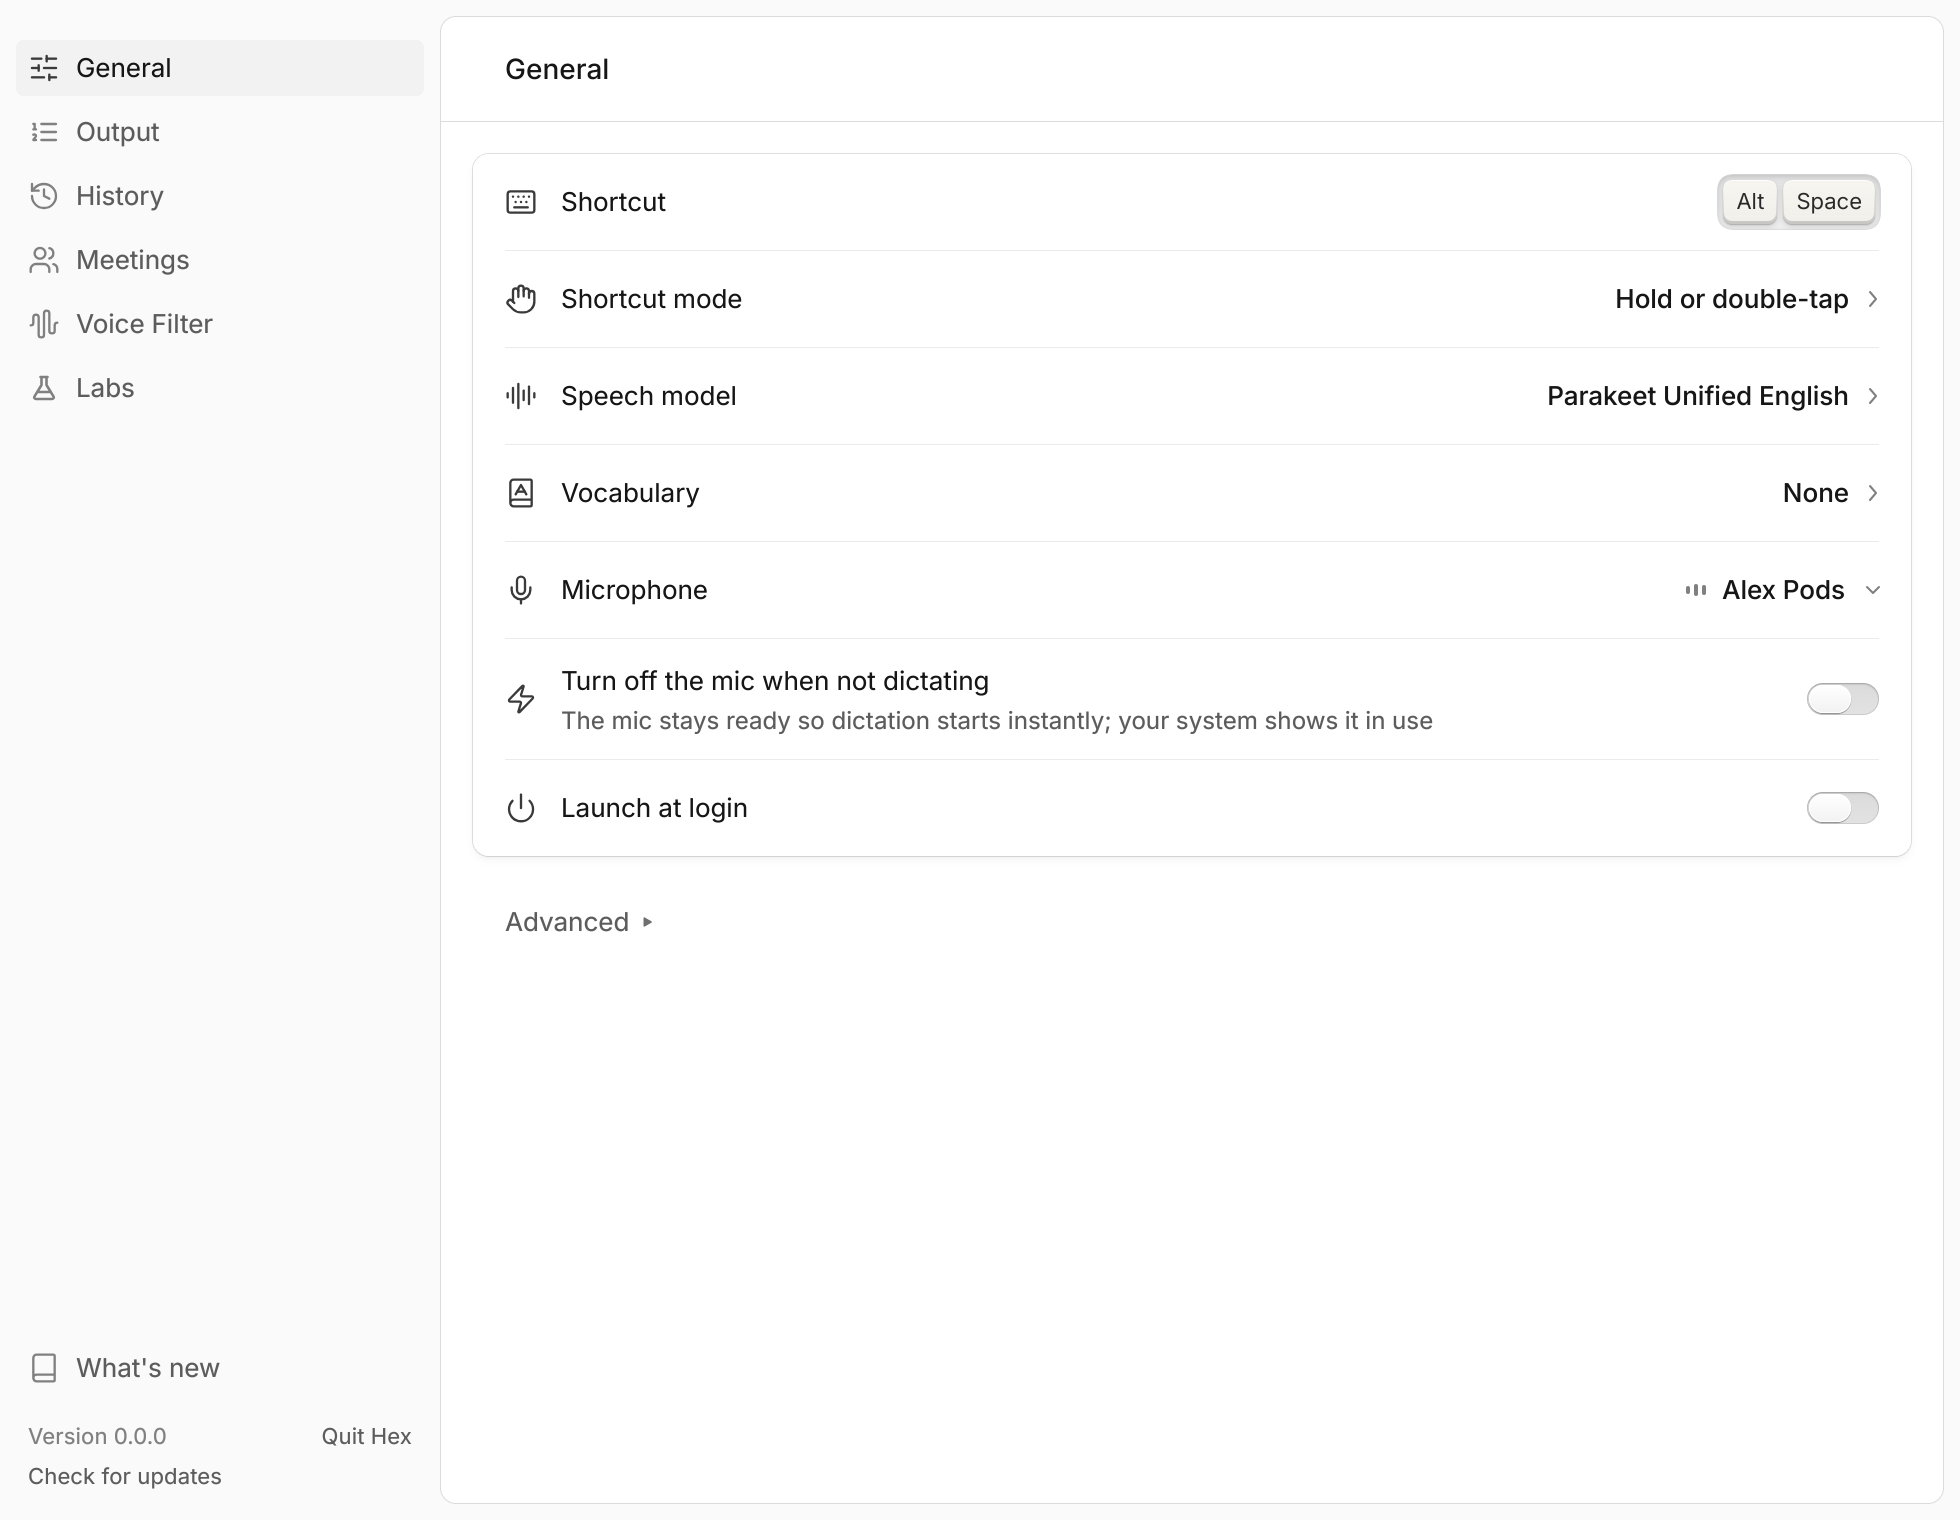 General
Output
History
Meetings
Voice Filter
Labs
What's new
Version 0.0.0
Quit Hex
Check for updates
General
Shortcut
Alt Space
Shortcut mode
Hold or double-tap
Speech model
Parakeet Unified English
Vocabulary
None
Microphone
Alex Pods
Turn off the mic when not dictating
The mic stays ready so dictation starts instantly; your system shows it in use
Launch at login
Advanced